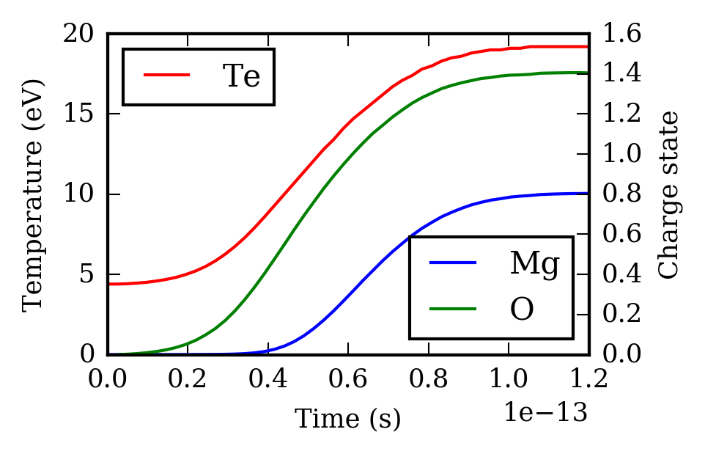 20
15
10
5
0
Temperature (eV)
Te
1.6
1.4
1.2
1.0
0.8
0.6
0.4
0.2
0.0
Charge state
Mg
O
0.0 0.2 0.4 0.6 0.8 1.0 1.2
1e−13
Time (s)